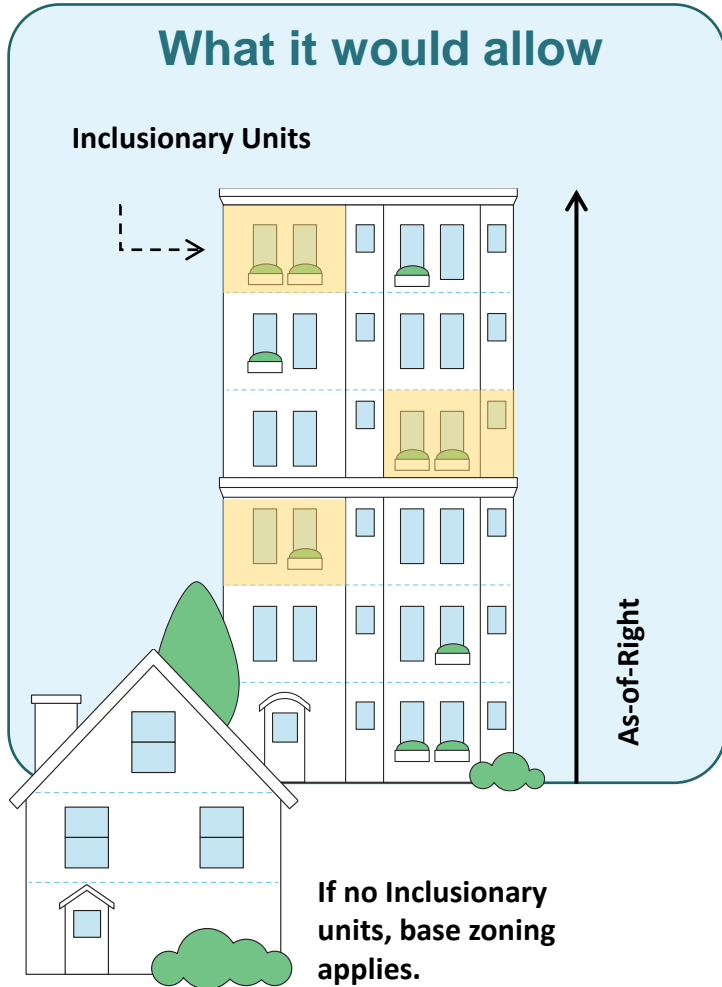 What it would allow
Inclusionary Units
As-of-Right
If no Inclusionary
units, base zoning
applies.